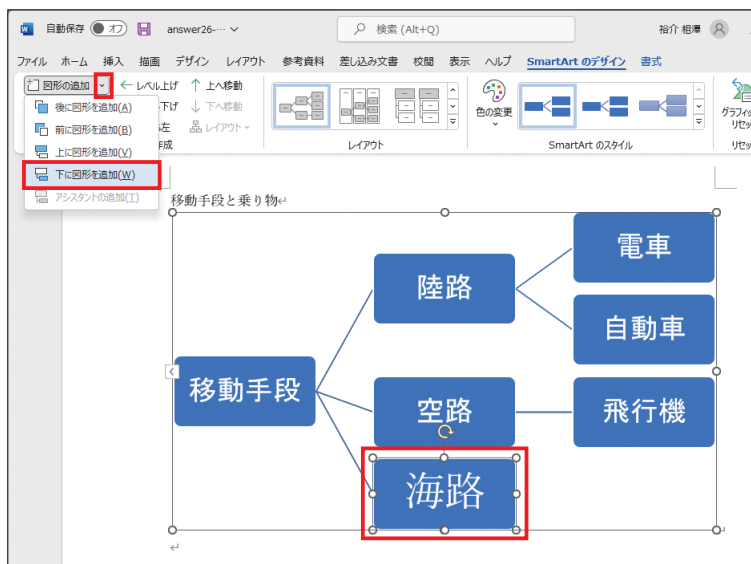 自動保存 オフ answer26-… 検索 (Alt+Q) 裕介 相澤
ファイル ホーム 挿入 描画 デザイン レイアウト 参考資料 差し込み文書 校閲 表示 ヘルプ SmartArt のデザイン 書式
図形の追加 レベル上げ 上へ移動
後に図形を追加(A) 下げ 下へ移動
前に図形を追加(B) 左 レイアウト
上に図形を追加(V) 成
下に図形を追加(W)
アシスタントの追加(T)
色の変更
レイアウト SmartArt のスタイル
グラフィッ
リセッ
リセッ
移動手段と乗り物
電車
陸路
自動車
移動手段
空路 飛行機
海路